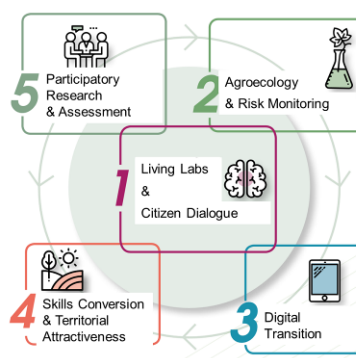 5
Participatory
Research
& Assessment
2
Agroecology
& Risk Monitoring
1
Living Labs
&
Citizen Dialogue
4
Skills Conversion
& Territorial
Attractiveness
3
Digital
Transition